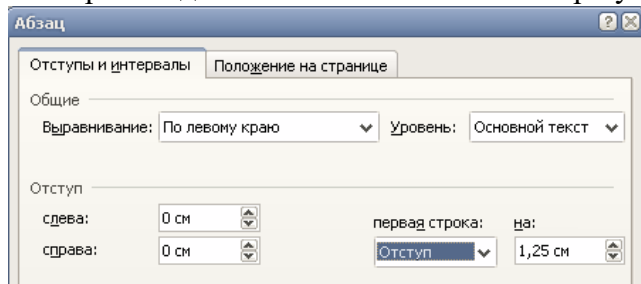 Абзац
Отступы и интервалы Положение на странице
Общие
Выравнивание: По левому краю Уровень: Основной текст
Отступ
слева: 0 см первая строка: на:
справа: 0 см Отступ 1,25 см